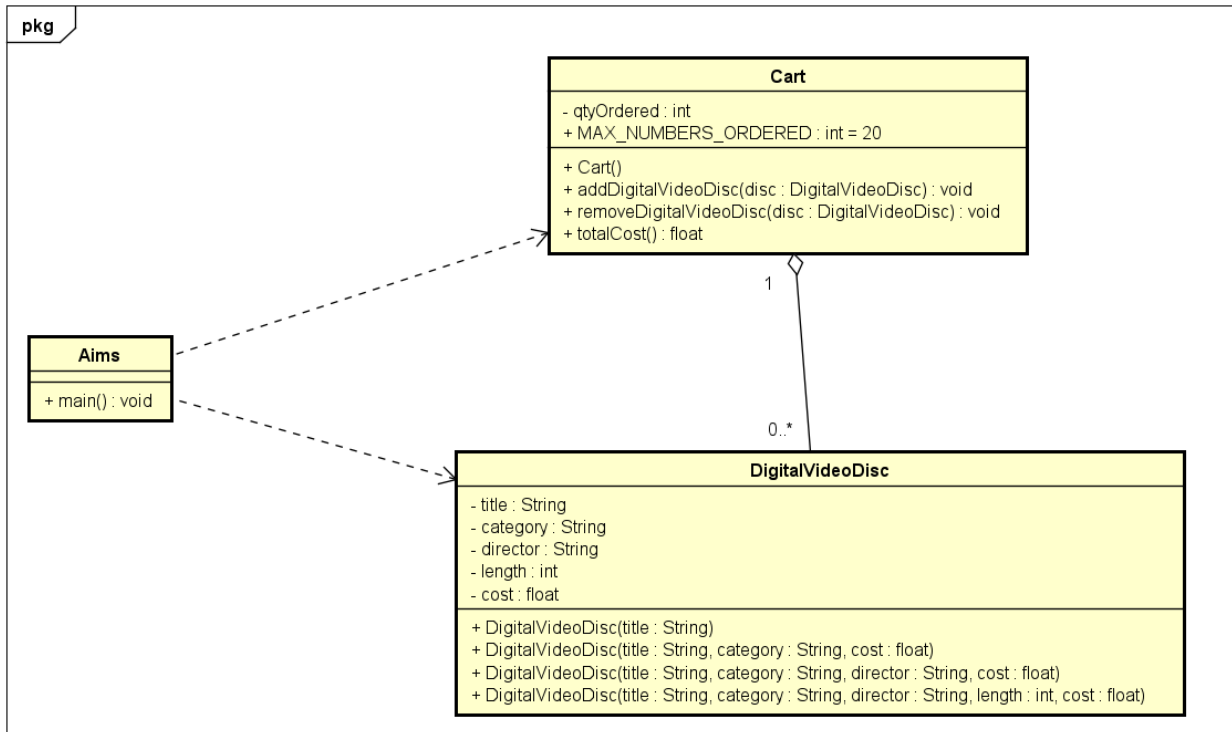 pkg
Cart
- qtyOrdered : int
+ MAX_NUMBERS_ORDERED : int = 20
+ Cart()
+ addDigitalVideoDisc(disc : DigitalVideoDisc) : void
+ removeDigitalVideoDisc(disc : DigitalVideoDisc) : void
+ totalCost() : float
1
Aims
+ main() : void
0..*
DigitalVideoDisc
- title : String
- category : String
- director : String
- length : int
- cost : float
+ DigitalVideoDisc(title : String)
+ DigitalVideoDisc(title : String, category : String, cost : float)
+ DigitalVideoDisc(title : String, category : String, director : String, cost : float)
+ DigitalVideoDisc(title : String, category : String, director : String, length : int, cost : float)